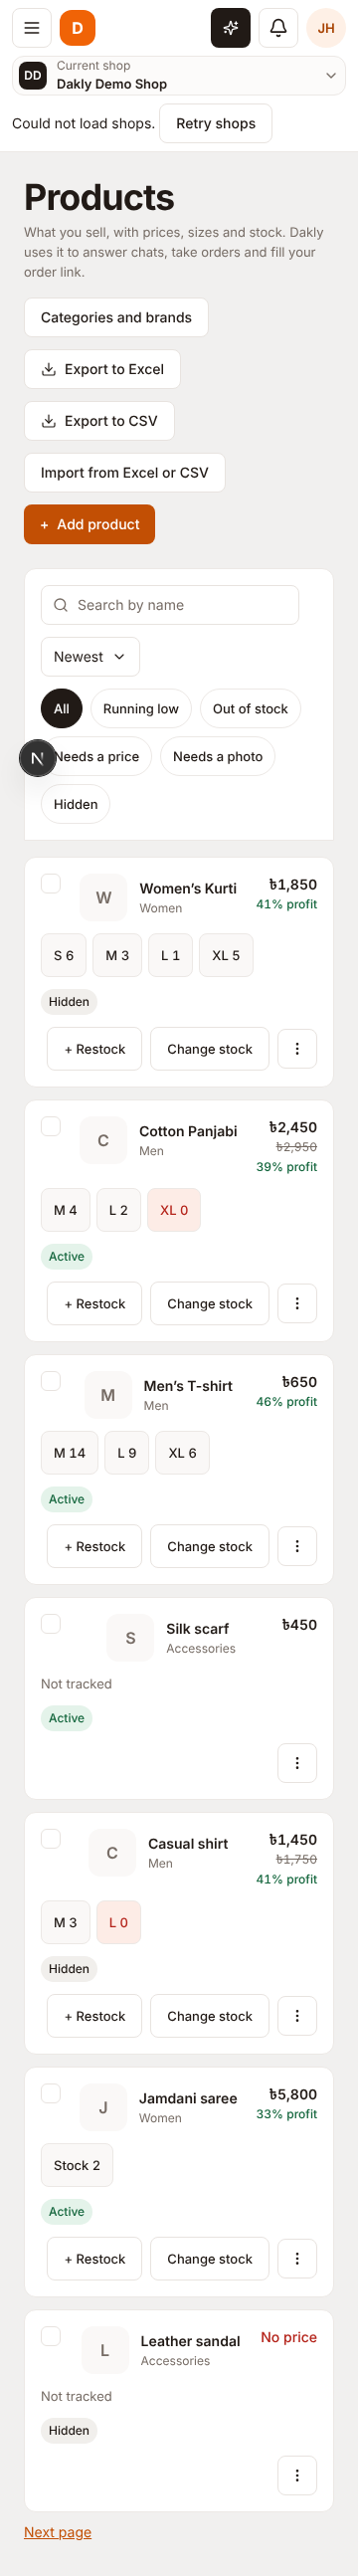 D
JH
DD
Current shop
Dakly Demo Shop
Could not load shops. Retry shops
Products
What you sell, with prices, sizes and stock. Dakly
uses it to answer chats, take orders and fill your
order link.
Categories and brands
Export to Excel
Export to CSV
Import from Excel or CSV
+ Add product
Search by name
Newest
All Running low Out of stock
N Needs a price Needs a photo
Hidden
W Women’s Kurti ৳1,850
Women 41% profit
S 6 M 3 L 1 XL 5
Hidden
+ Restock Change stock
C Cotton Panjabi ৳2,450
Men ৳2,950
39% profit
M 4 L 2 XL 0
Active
+ Restock Change stock
M Men’s T-shirt ৳650
Men 46% profit
M 14 L 9 XL 6
Active
+ Restock Change stock
S Silk scarf ৳450
Accessories
Not tracked
Active
C Casual shirt ৳1,450
Men ৳1,750
41% profit
M 3 L 0
Hidden
+ Restock Change stock
J Jamdani saree ৳5,800
Women 33% profit
Stock 2
Active
+ Restock Change stock
L Leather sandal No price
Accessories
Not tracked
Hidden
Next page